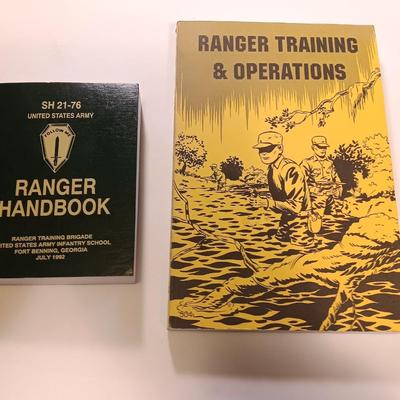 SH 21-76
UNITED STATES ARMY
FOLLOW ME
RANGER
HANDBOOK
RANGER TRAINING BRIGADE
UNITED STATES ARMY INFANTRY SCHOOL
FORT BENNING, GEORGIA
JULY 1992
RANGER TRAINING
& OPERATIONS